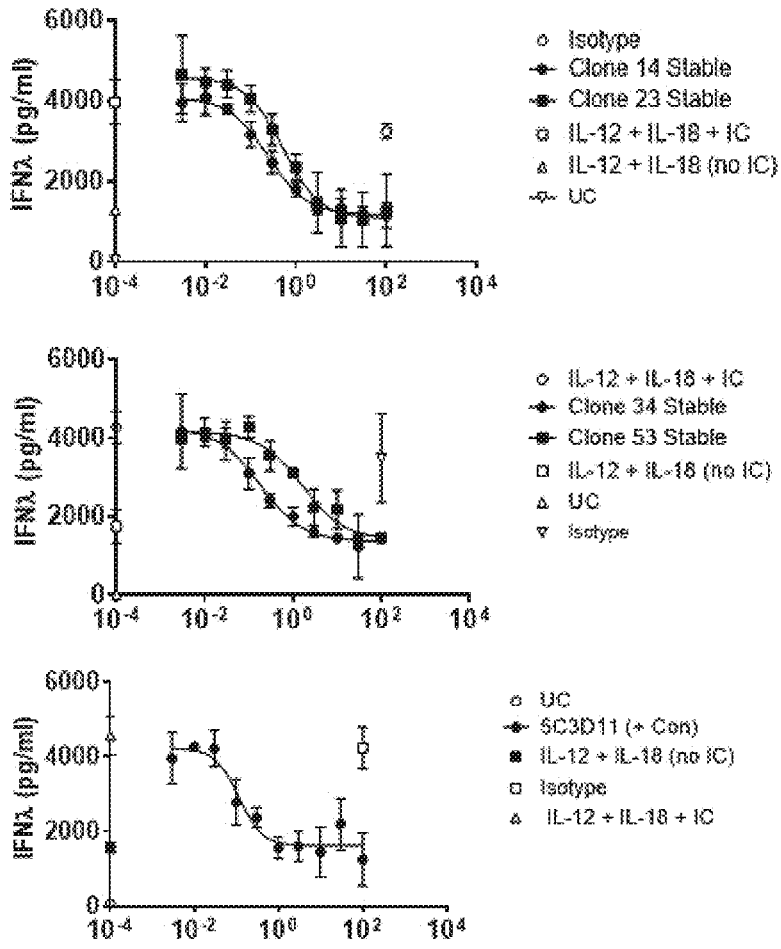 6000
4000
2000
0
IFNλ (pg/ml)
10-4 10-2 100 102 104
Isotype
Clone 14 Stable
Clone 23 Stable
IL-12 + IL-18 + IC
IL-12 + IL-18 (no IC)
UC
6000
4000
2000
0
IFNλ (pg/ml)
10-4 10-2 100 102 104
IL-12 + IL-18 + IC
Clone 34 Stable
Clone 53 Stable
IL-12 + IL-18 (no IC)
UC
Isotype
6000
4000
2000
0
IFNλ (pg/ml)
10-4 10-2 100 102 104
UC
5C3D11 (+ Con)
IL-12 + IL-18 (no IC)
Isotype
IL-12 + IL-18 + IC